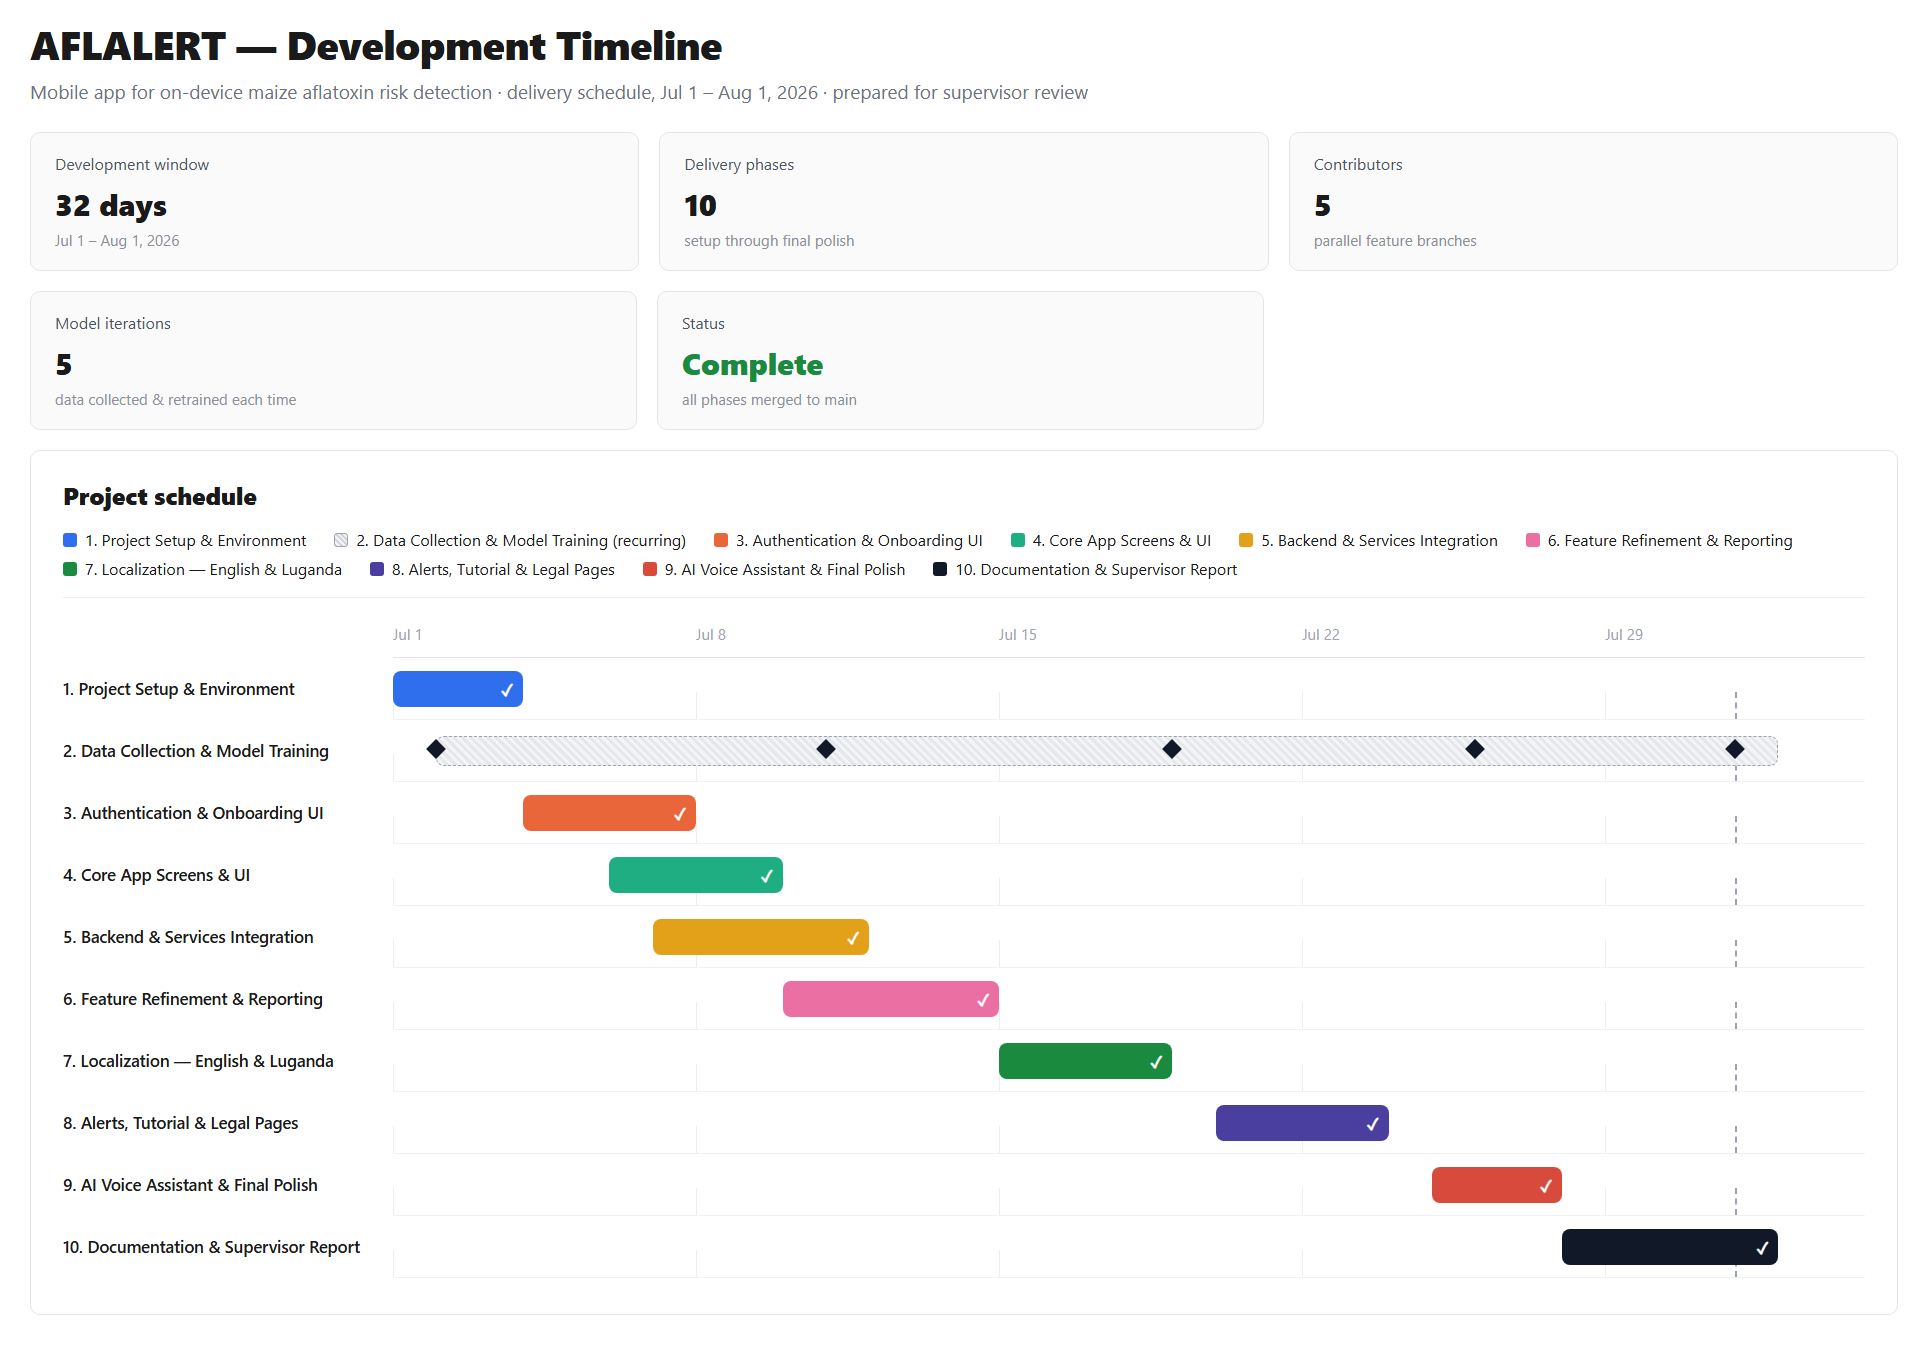 AFLALERT — Development Timeline
Mobile app for on-device maize aflatoxin risk detection · delivery schedule, Jul 1 – Aug 1, 2026 · prepared for supervisor review
Development window
32 days
Jul 1 – Aug 1, 2026
Delivery phases
10
setup through final polish
Contributors
5
parallel feature branches
Model iterations
5
data collected & retrained each time
Status
Complete
all phases merged to main
Project schedule
1. Project Setup & Environment
2. Data Collection & Model Training (recurring)
3. Authentication & Onboarding UI
4. Core App Screens & UI
5. Backend & Services Integration
6. Feature Refinement & Reporting
7. Localization — English & Luganda
8. Alerts, Tutorial & Legal Pages
9. AI Voice Assistant & Final Polish
10. Documentation & Supervisor Report
Jul 1
Jul 8
Jul 15
Jul 22
Jul 29
1. Project Setup & Environment
2. Data Collection & Model Training
3. Authentication & Onboarding UI
4. Core App Screens & UI
5. Backend & Services Integration
6. Feature Refinement & Reporting
7. Localization — English & Luganda
8. Alerts, Tutorial & Legal Pages
9. AI Voice Assistant & Final Polish
10. Documentation & Supervisor Report